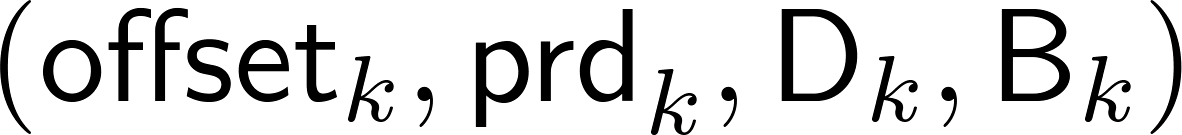 (offset_k, prd_k, D_k, B_k)